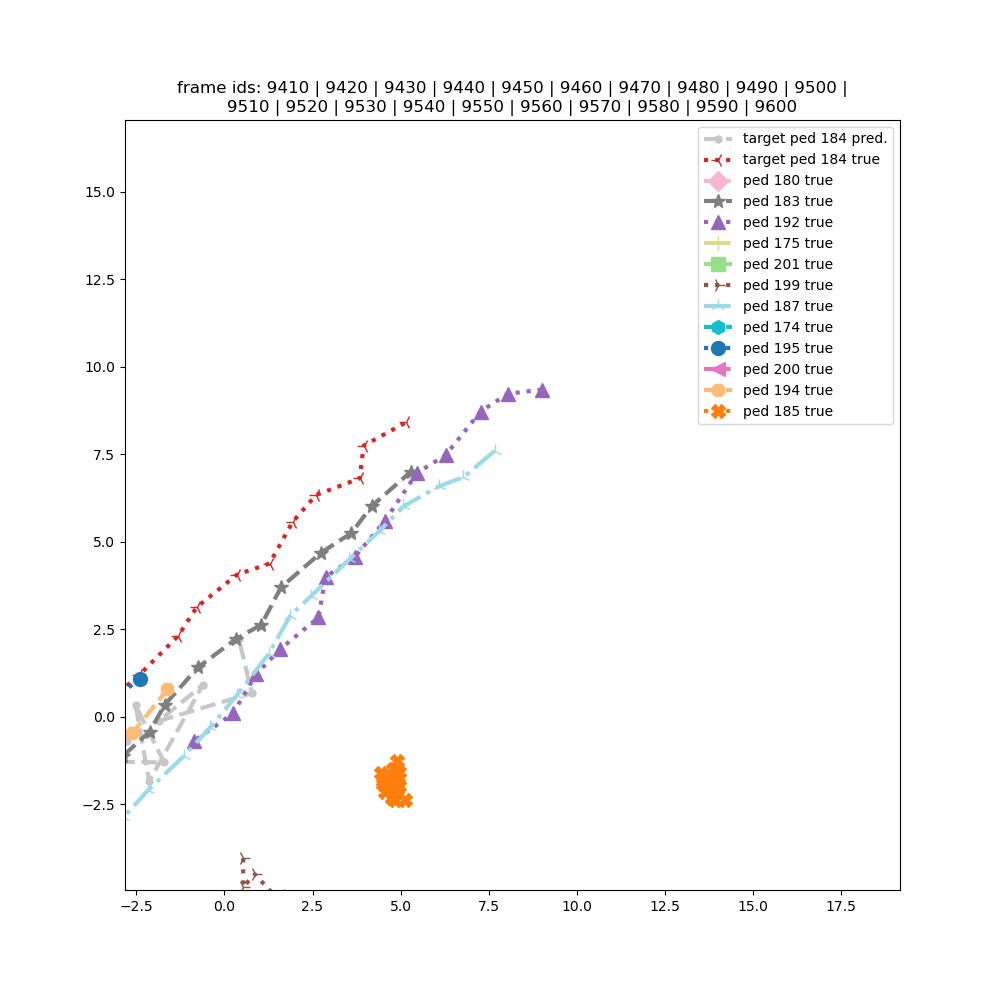 frame ids: 9410 | 9420 | 9430 | 9440 | 9450 | 9460 | 9470 | 9480 | 9490 | 9500 |
9510 | 9520 | 9530 | 9540 | 9550 | 9560 | 9570 | 9580 | 9590 | 9600
target ped 184 pred.
target ped 184 true
ped 180 true
ped 183 true
ped 192 true
ped 175 true
ped 201 true
ped 199 true
ped 187 true
ped 174 true
ped 195 true
ped 200 true
ped 194 true
ped 185 true
15.0
12.5
10.0
7.5
5.0
2.5
0.0
−2.5
−2.5 0.0 2.5 5.0 7.5 10.0 12.5 15.0 17.5